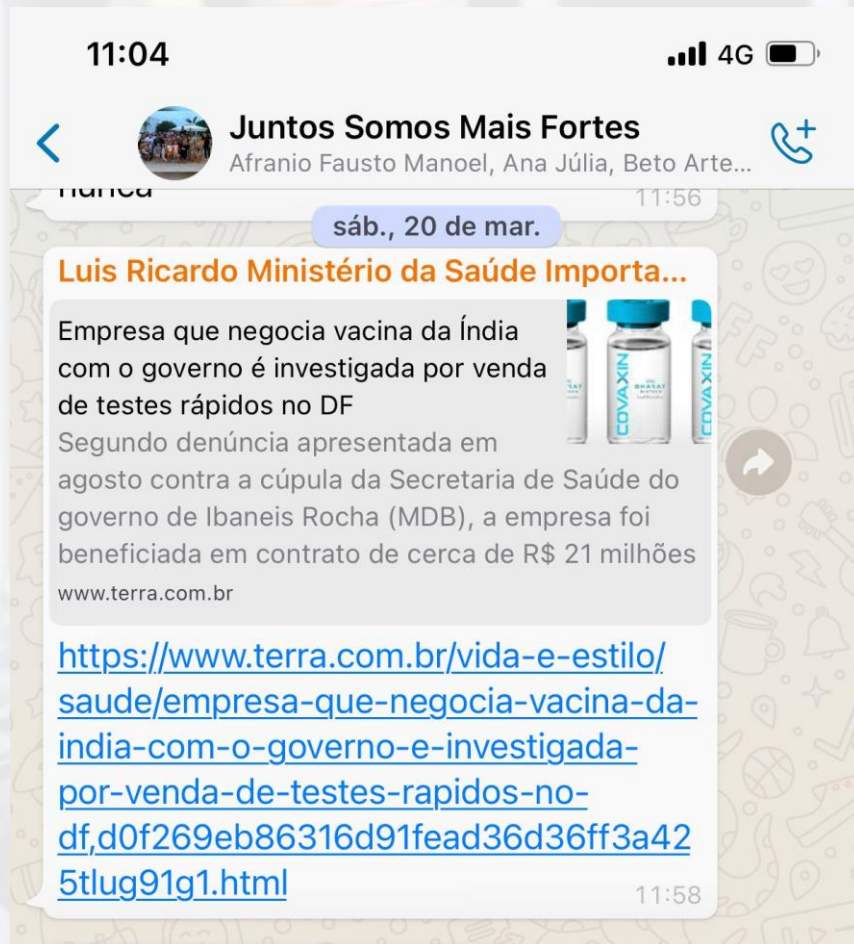 11:04
4G
Juntos Somos Mais Fortes
Afranio Fausto Manoel, Ana Júlia, Beto Arte...
nunca
11:56
sáb., 20 de mar.
Luis Ricardo Ministério da Saúde Importa...
Empresa que negocia vacina da Índia
com o governo é investigada por venda
de testes rápidos no DF
COVAXIN
BHARAT
COVAXIN
Segundo denúncia apresentada em
agosto contra a cúpula da Secretaria de Saúde do
governo de Ibaneis Rocha (MDB), a empresa foi
beneficiada em contrato de cerca de R$ 21 milhões
www.terra.com.br
https://www.terra.com.br/vida-e-estilo/
saude/empresa-que-negocia-vacina-da-
india-com-o-governo-e-investigada-
por-venda-de-testes-rapidos-no-
df,d0f269eb86316d91fead36d36ff3a42
5tlug91g1.html
11:58